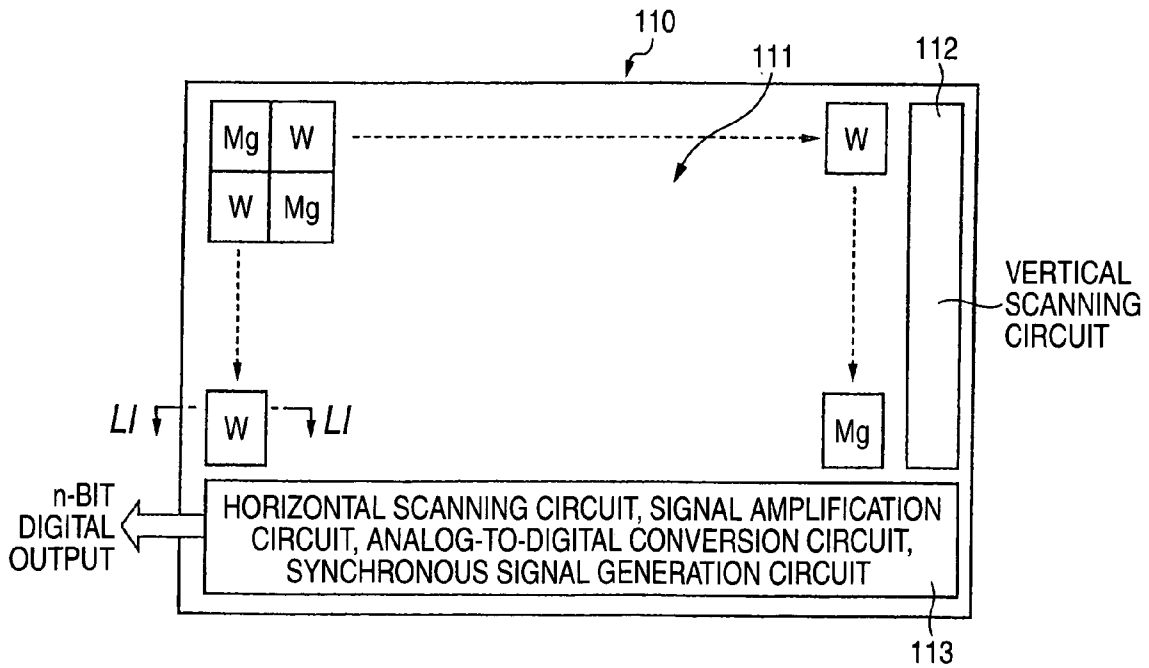 110
111
112
Mg W
W
W Mg
VERTICAL
SCANNING
CIRCUIT
LI
W
LI
Mg
n-BIT
DIGITAL
OUTPUT
HORIZONTAL SCANNING CIRCUIT, SIGNAL AMPLIFICATION
CIRCUIT, ANALOG-TO-DIGITAL CONVERSION CIRCUIT,
SYNCHRONOUS SIGNAL GENERATION CIRCUIT
113